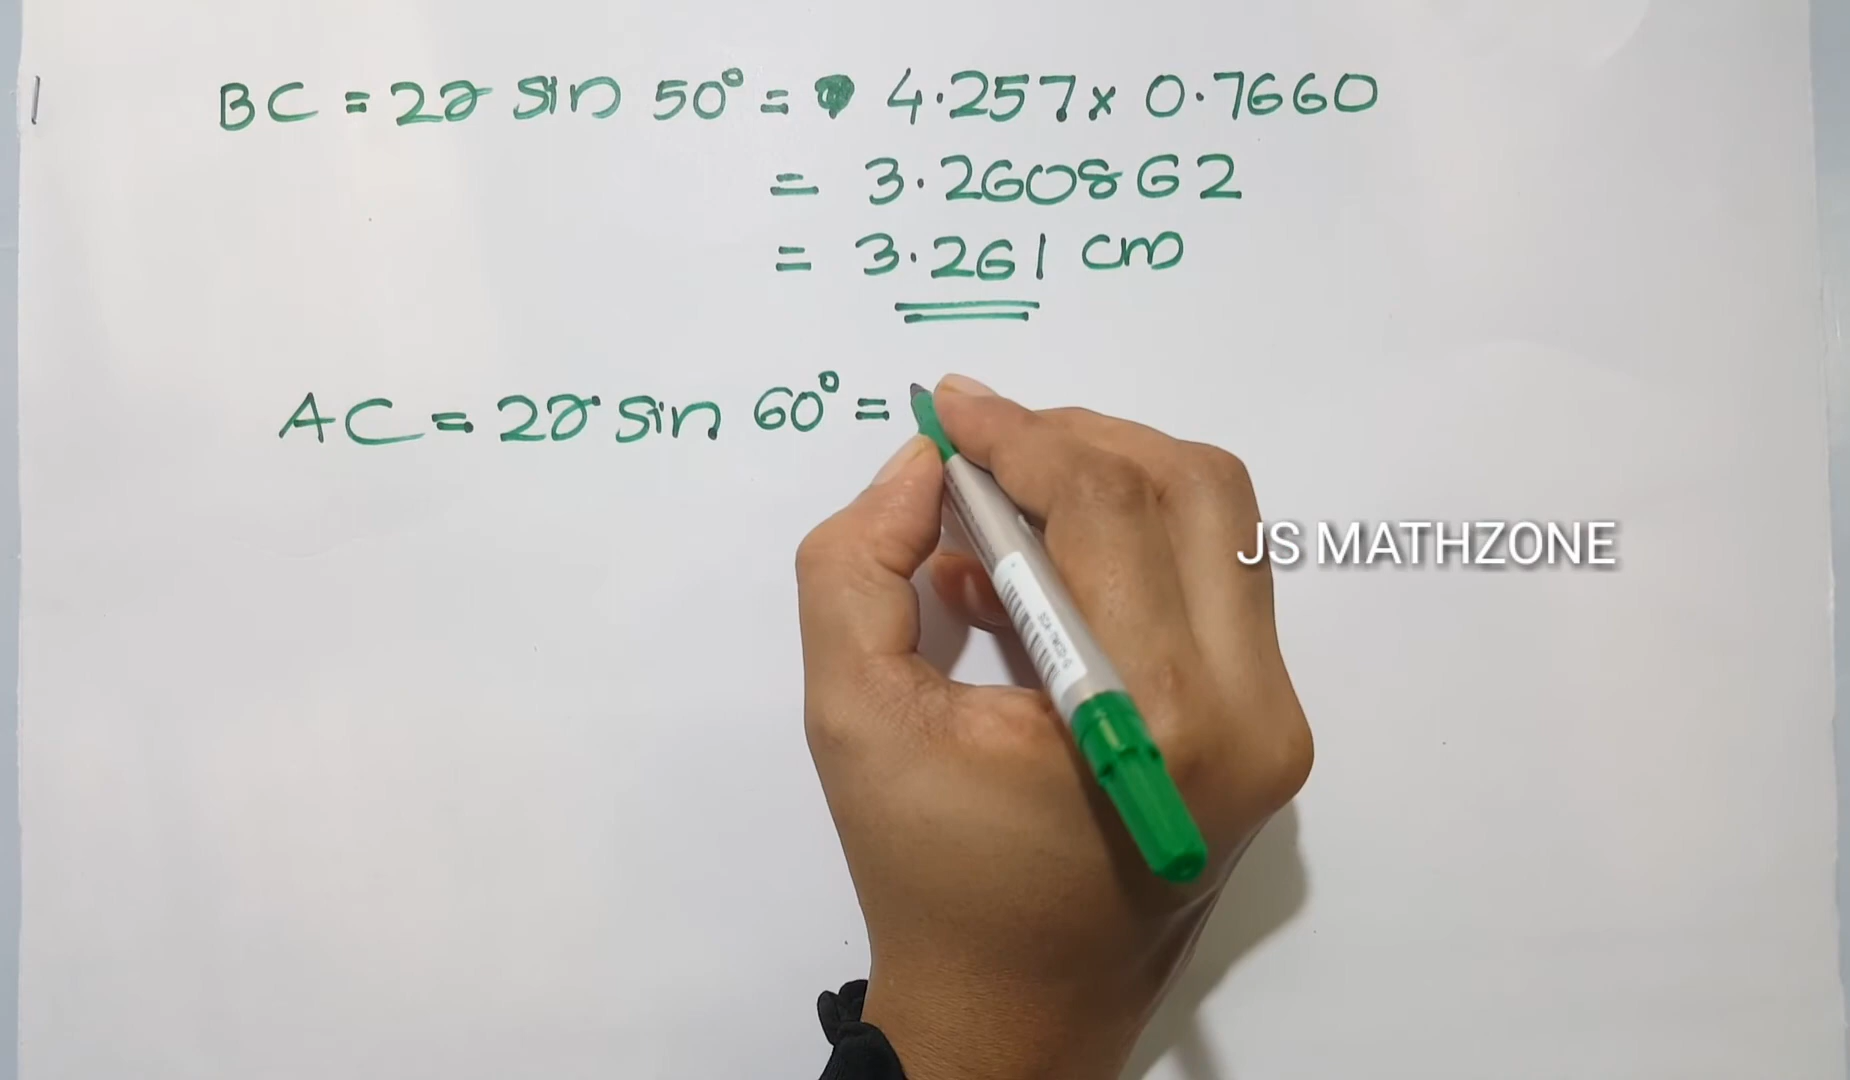 BC = 2r sin 50° = 4.257 x 0.7660
= 3.260862
= 3.261 cm
AC = 2r sin 60° =
JS MATHZONE